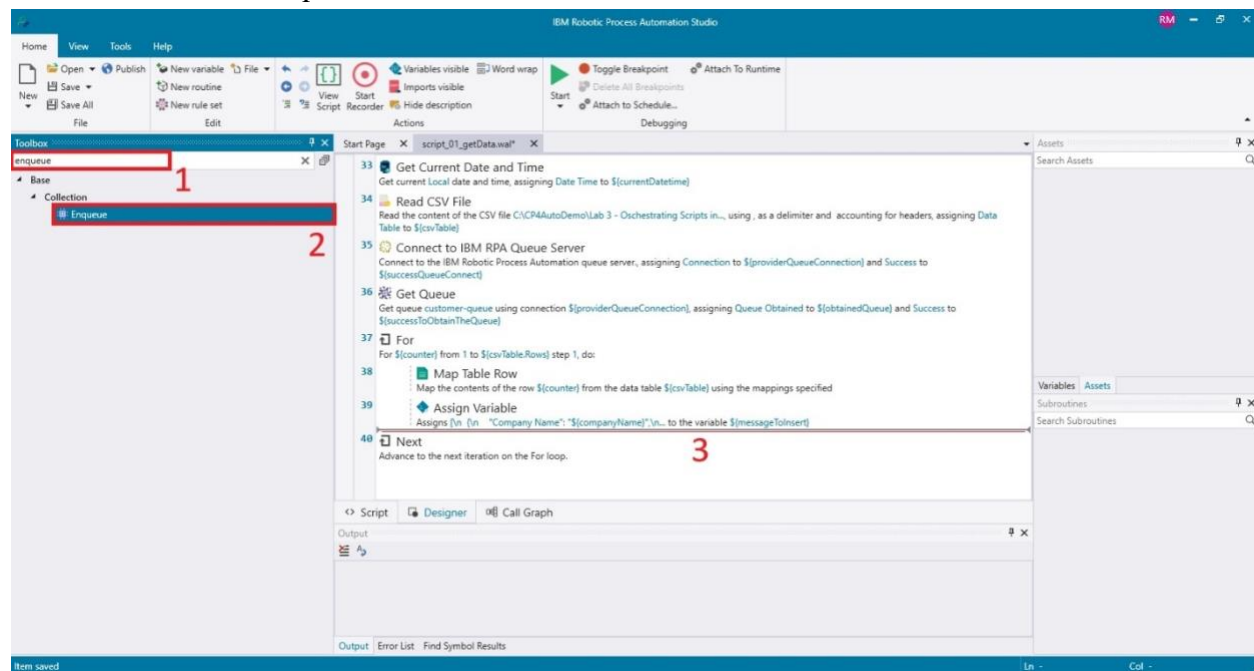 IBM Robotic Process Automation Studio
RM
Home View Tools Help
New
Open
Publish
Save
Save All
File
New variable
File
New routine
New rule set
Edit
View Script
Start Recorder
Variables visible
Word wrap
Imports visible
Hide description
Actions
Start
Toggle Breakpoint
Attach To Runtime
Delete All Breakpoints
Attach to Schedule...
Debugging
Toolbox
enqueue
1
Base
Collection
Enqueue
2
Start Page X script_01_getData.wal* X
33 Get Current Date and Time
Get current Local date and time, assigning Date Time to ${currentDatetime}
34 Read CSV File
Read the content of the CSV file C:\CP4AutoDemo\Lab 3 - Oschestrating Scripts in..., using , as a delimiter and accounting for headers, assigning Data
Table to ${csvTable}
35 Connect to IBM RPA Queue Server
Connect to the IBM Robotic Process Automation queue server., assigning Connection to ${providerQueueConnection} and Success to
${successQueueConnect}
36 Get Queue
Get queue customer-queue using connection ${providerQueueConnection}, assigning Queue Obtained to ${obtainedQueue} and Success to
${successToObtainTheQueue}
37 For
For ${counter} from 1 to ${csvTable.Rows} step 1, do:
38 Map Table Row
Map the contents of the row ${counter} from the data table ${csvTable} using the mappings specified
39 Assign Variable
Assigns [\n {\n "Company Name": "${companyName}",\n... to the variable ${messageToInsert}
40 Next
Advance to the next iteration on the For loop.
3
Script Designer Call Graph
Output
Output Error List Find Symbol Results
Assets
Search Assets
Variables Assets
Subroutines
Search Subroutines
Item saved
Ln - Col -